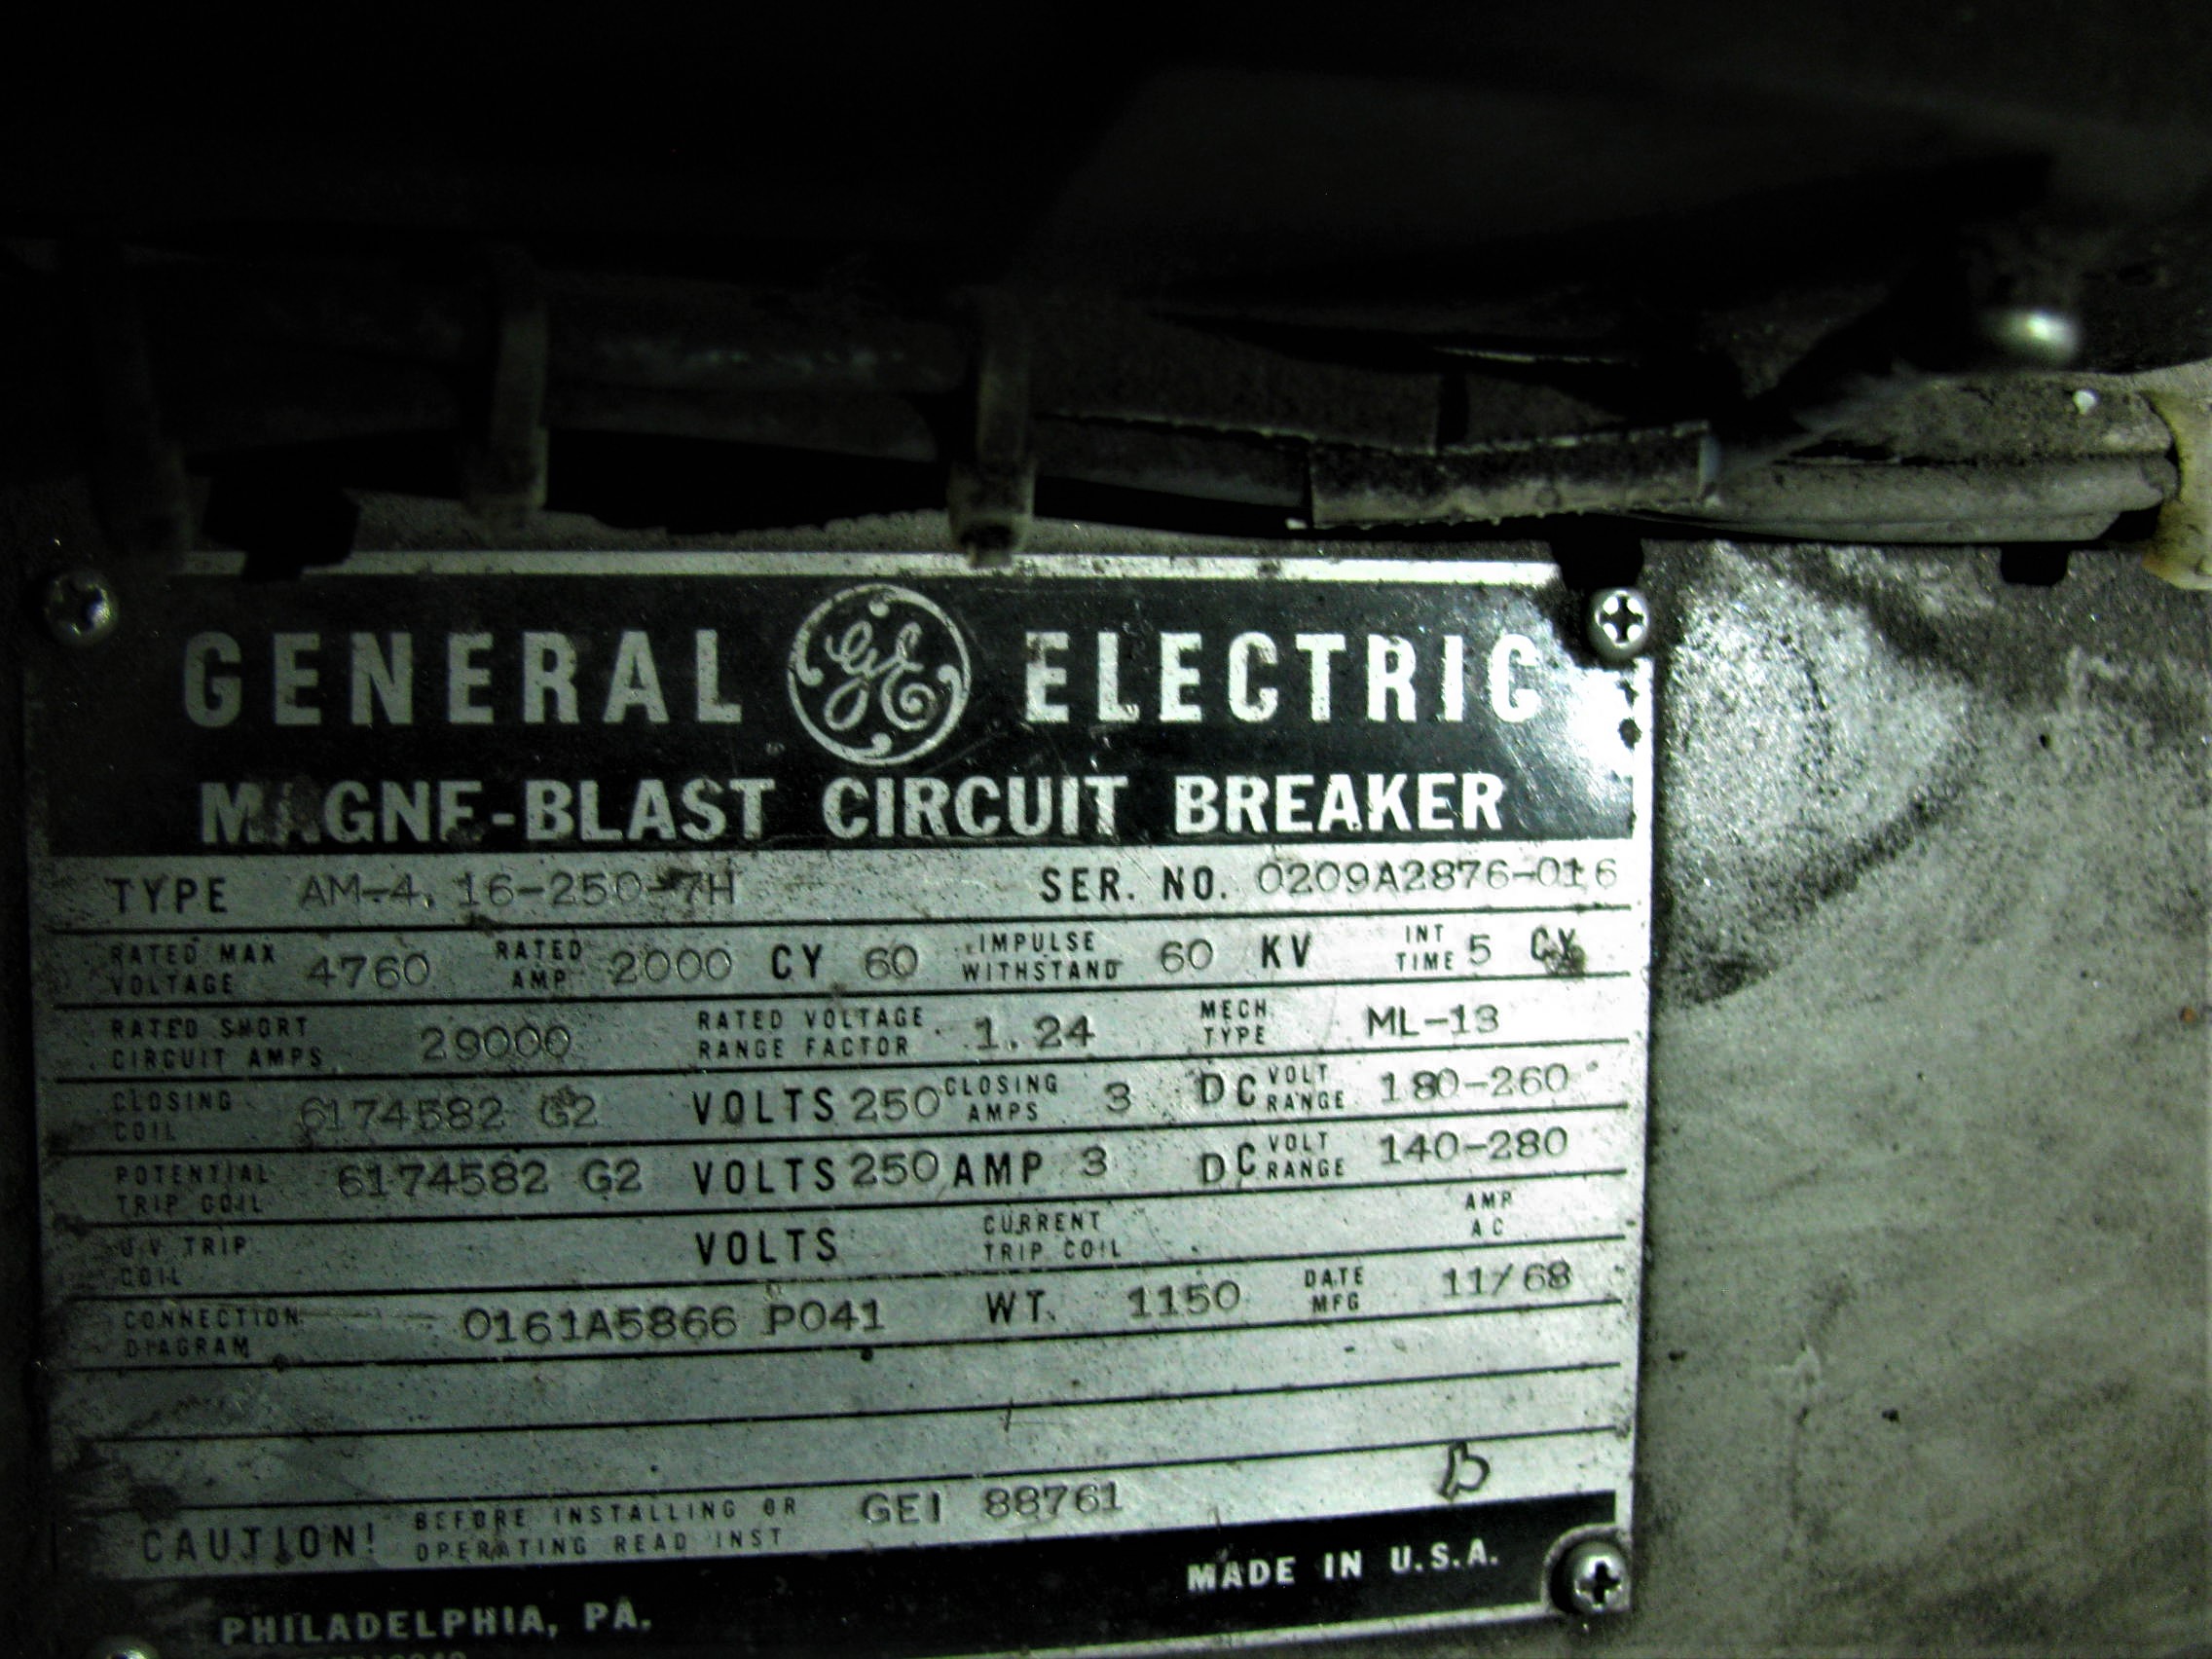 GENERAL GE ELECTRIC
MAGNE-BLAST CIRCUIT BREAKER
TYPE AM-4.16-250-7H SER. NO. 0209A2876-016
RATED MAX VOLTAGE 4760 RATED AMP 2000 CY 60 IMPULSE WITHSTAND 60 KV INT TIME 5 CY
RATED SHORT CIRCUIT AMPS 29000 RATED VOLTAGE RANGE FACTOR 1.24 MECH TYPE ML-13
CLOSING COIL 6174582 G2 VOLTS 250 CLOSING AMPS 3 DC VOLT RANGE 180-260
POTENTIAL TRIP COIL 6174582 G2 VOLTS 250 AMP 3 DC VOLT RANGE 140-280
U.V. TRIP COIL VOLTS CURRENT TRIP COIL AMP AC
CONNECTION DIAGRAM 0161A5866 P041 WT. 1150 DATE MFG 11/68
CAUTION! BEFORE INSTALLING OR OPERATING READ INST GEI 88761
MADE IN U.S.A.
PHILADELPHIA, PA.